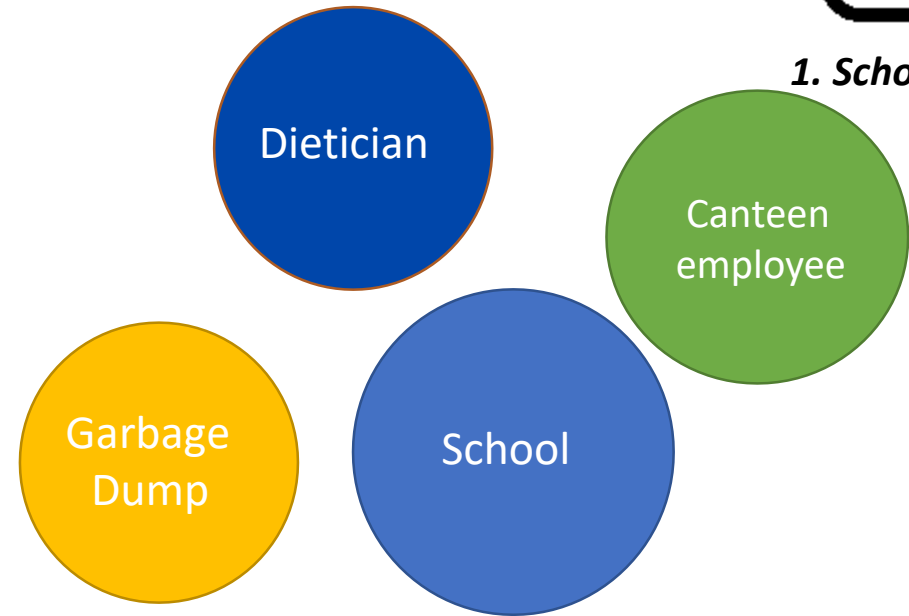 1. Scho
Dietician
Canteen
employee
Garbage
Dump
School